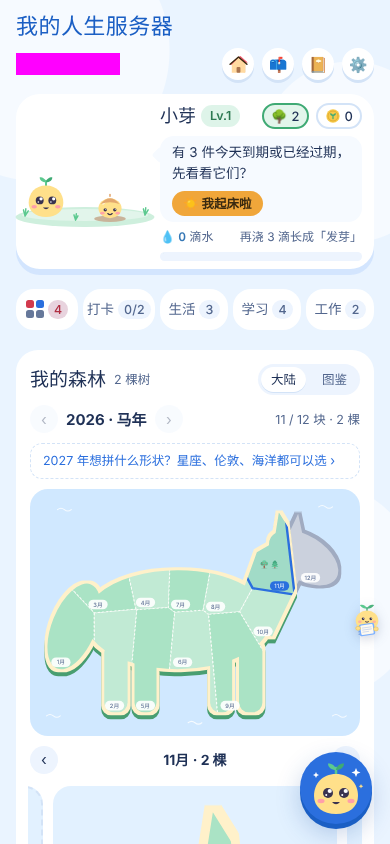 我的人生服务器
小芽 Lv.1 2 0
有 3 件今天到期或已经过期，
先看看它们？
我起床啦
0 滴水 再浇 3 滴长成「发芽」
4 打卡 0/2 生活 3 学习 4 工作 2
我的森林 2 棵树 大陆 图鉴
‹ 2026 · 马年 › 11 / 12 块 · 2 棵
2027 年想拼什么形状？星座、伦敦、海洋都可以选 ›
11月 12月
3月 4月 7月 8月
10月
1月 6月
2月 5月 9月
‹ 11月 · 2 棵